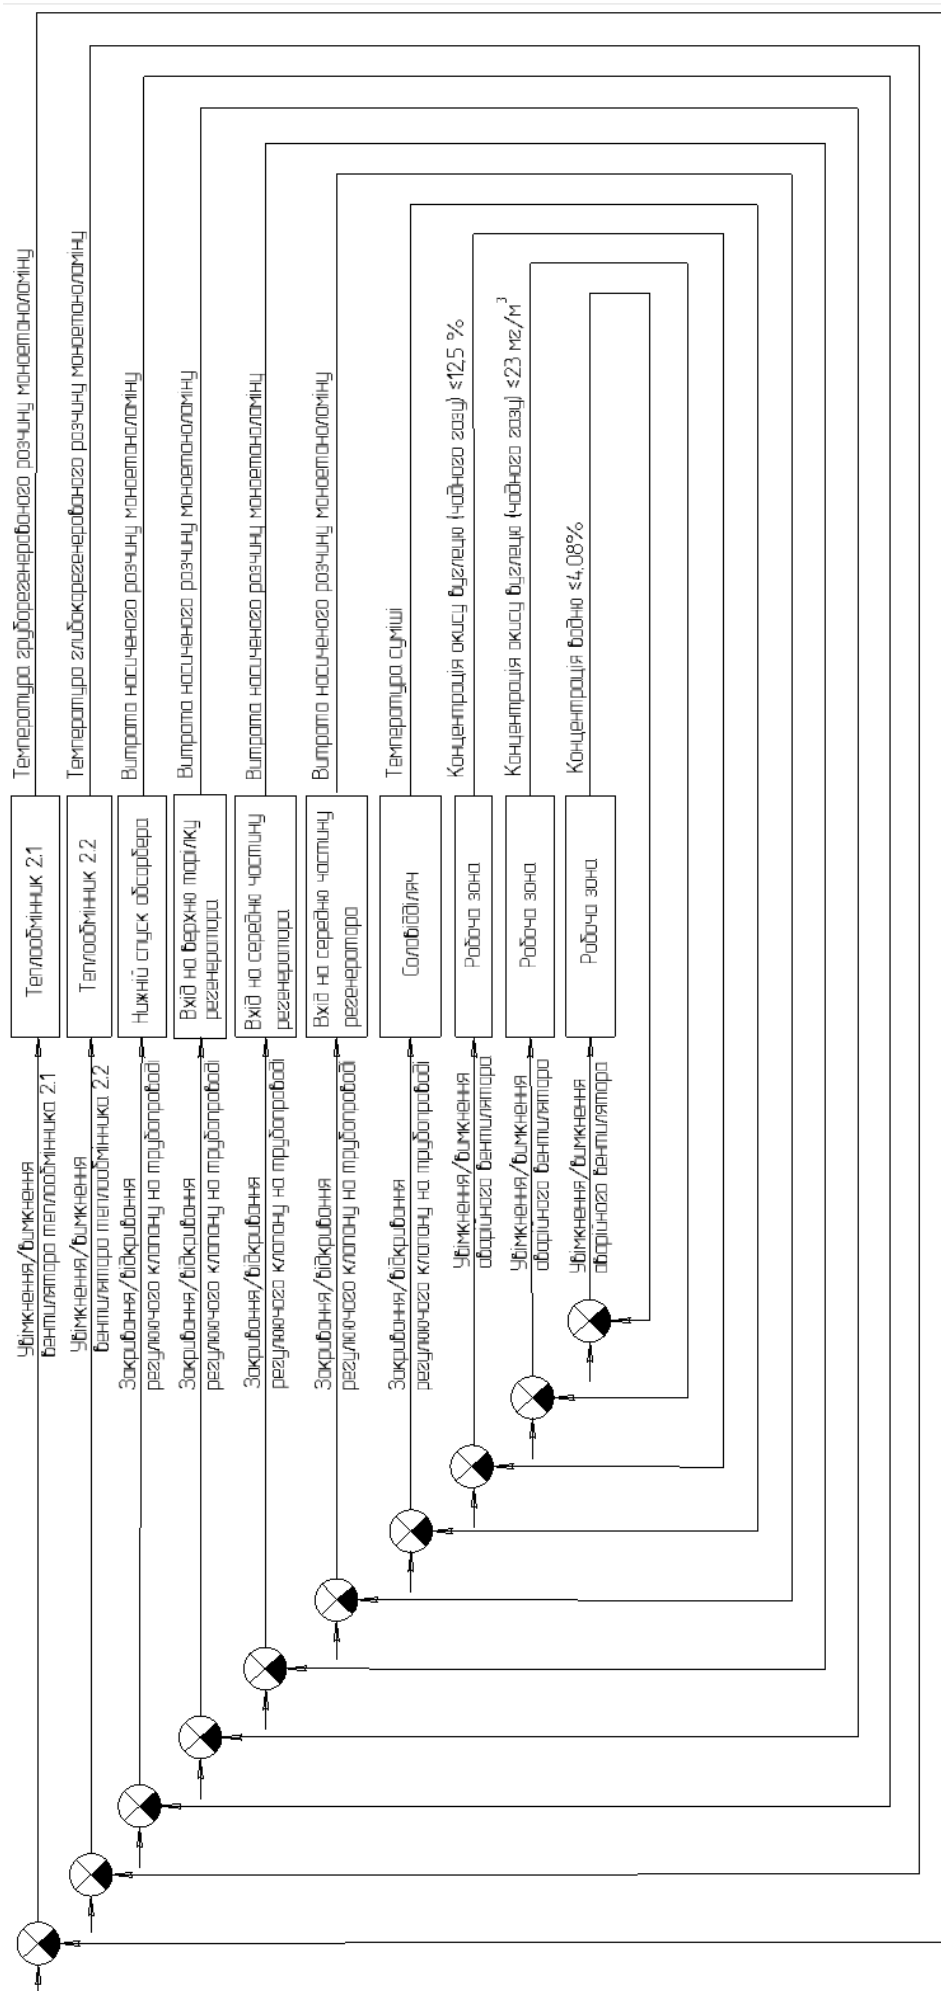 Увімкнення/вимкнення
вентилятора теплообмінника 2.1
Теплообмінник 2.1
Температура груборегенерованого розчину моноетаноламіну
Увімкнення/вимкнення
вентилятора теплообмінника 2.2
Теплообмінник 2.2
Температура глибокорегенерованого розчину моноетаноламіну
Закривання/відкривання
регулюючого клапану на трубопроводі
Нижній спуск абсорбера
Витрата насиченого розчину моноетаноламіну
Закривання/відкривання
регулюючого клапану на трубопроводі
Вхід на верхню тарілку
регенератора
Витрата насиченого розчину моноетаноламіну
Закривання/відкривання
регулюючого клапану на трубопроводі
Вхід на середню частину
регенератора
Витрата насиченого розчину моноетаноламіну
Закривання/відкривання
регулюючого клапану на трубопроводі
Вхід на середню частину
регенератора
Витрата насиченого розчину моноетаноламіну
Закривання/відкривання
регулюючого клапану на трубопроводі
Солевідділяч
Температура суміші
Увімкнення/вимкнення
аварійного вентилятора
Робоча зона
Концентрація окису вуглецю (чадного газу) ≤12,5 %
Увімкнення/вимкнення
аварійного вентилятора
Робоча зона
Концентрація окису вуглецю (чадного газу) ≤23 мг/м³
Увімкнення/вимкнення
аварійного вентилятора
Робоча зона
Концентрація водню ≤4,08%